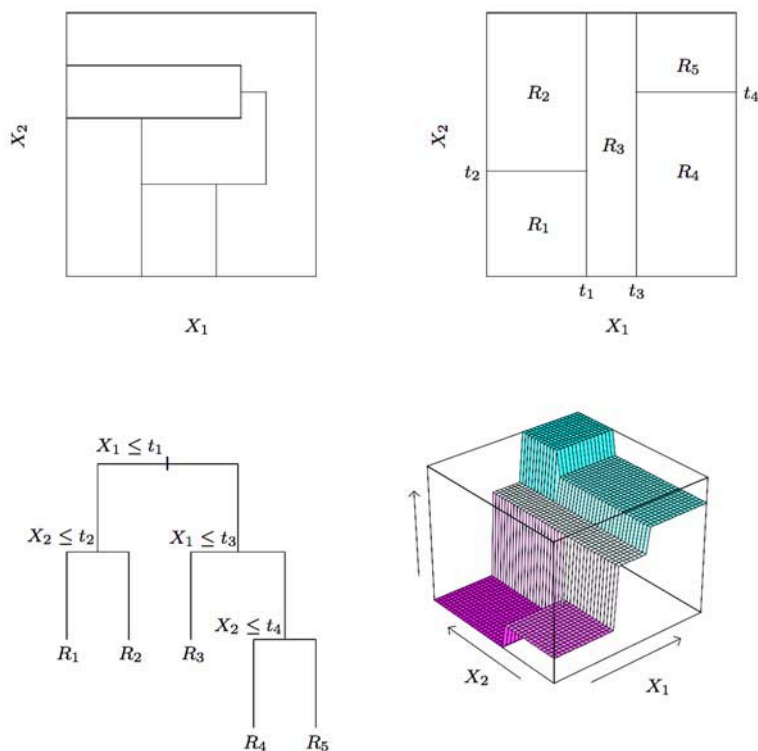 X₂
X₁
R₅
R₂
t₄
X₂
R₃
t₂
R₄
R₁
t₁ t₃
X₁
X₁ ≤ t₁
X₂ ≤ t₂
X₁ ≤ t₃
X₂ ≤ t₄
R₁ R₂ R₃
R₄ R₅
X₂
X₁